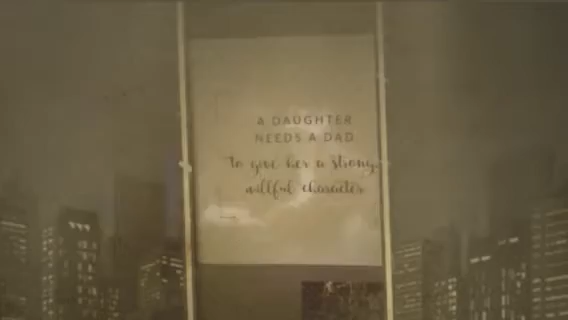 A DAUGHTER
NEEDS A DAD
to give her a strong,
willful character